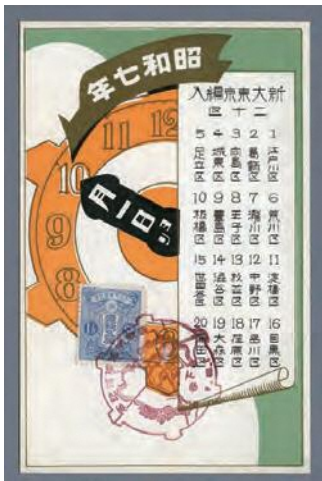 昭和七年
12
11
10
9
8
月一日
新大東京編入
二十區
1 江戸川区
2 葛飾区
3 向島区
4 城東区
5 足立区
6 荒川区
7 瀧川区
8 王子区
9 豊島区
10 板橋区
11 淀橋区
12 中野区
13 杉並区
14 澁谷区
15 世田谷区
16 目黒区
17 品川区
18 荏原区
19 大森区
20 蒲田区